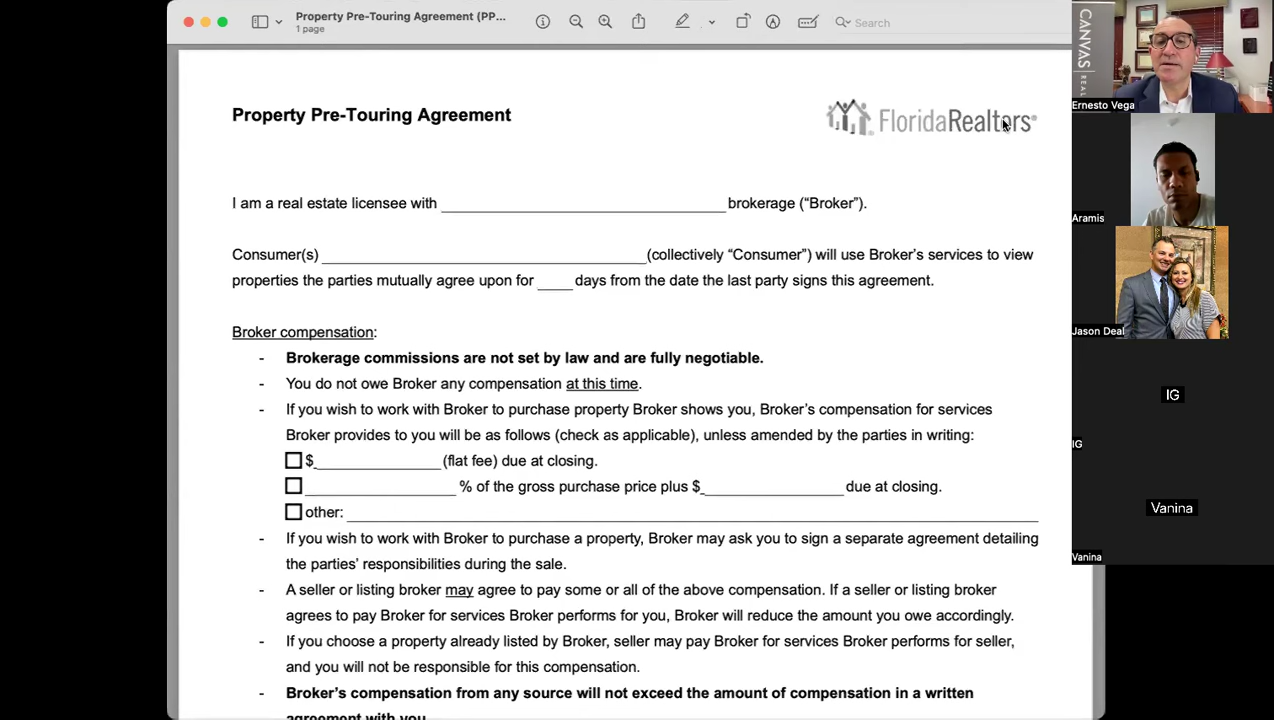 Property Pre-Touring Agreement (PP...
1 page
Search
Property Pre-Touring Agreement
FloridaRealtors®
I am a real estate licensee with ________ brokerage (“Broker”).
Consumer(s) ________ (collectively “Consumer”) will use Broker’s services to view
properties the parties mutually agree upon for ____ days from the date the last party signs this agreement.
Broker compensation:
- Brokerage commissions are not set by law and are fully negotiable.
- You do not owe Broker any compensation at this time.
- If you wish to work with Broker to purchase property Broker shows you, Broker’s compensation for services
Broker provides to you will be as follows (check as applicable), unless amended by the parties in writing:
$ ________ (flat fee) due at closing.
________ % of the gross purchase price plus $ ________ due at closing.
other: ________
- If you wish to work with Broker to purchase a property, Broker may ask you to sign a separate agreement detailing
the parties’ responsibilities during the sale.
- A seller or listing broker may agree to pay some or all of the above compensation. If a seller or listing broker
agrees to pay Broker for services Broker performs for you, Broker will reduce the amount you owe accordingly.
- If you choose a property already listed by Broker, seller may pay Broker for services Broker performs for seller,
and you will not be responsible for this compensation.
- Broker’s compensation from any source will not exceed the amount of compensation in a written
agreement with you.
CANVAS
REAL
Ernesto Vega
Aramis
Jason Deal
IG
IG
Vanina
Vanina